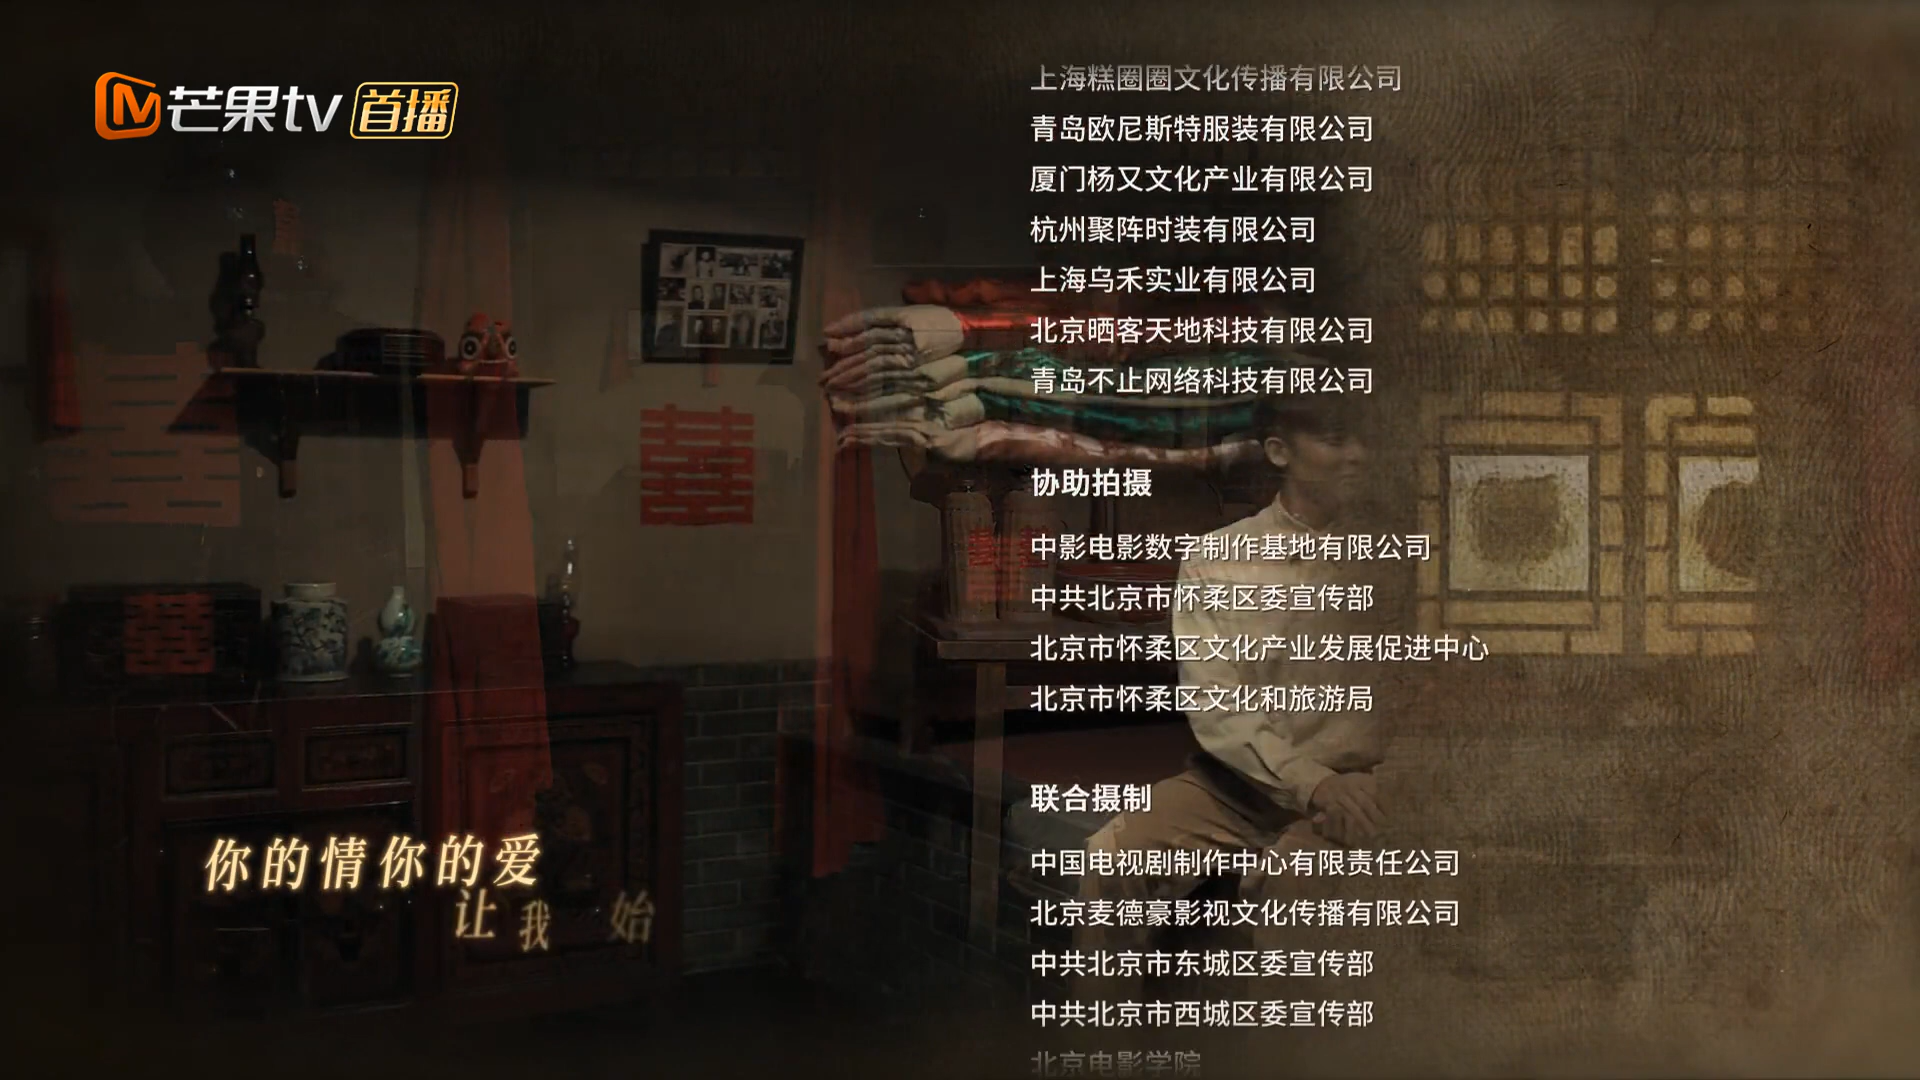 芒果tv 首播
上海糕圈圈文化传播有限公司
青岛欧尼斯特服装有限公司
厦门杨又文化产业有限公司
杭州聚阵时装有限公司
上海乌禾实业有限公司
北京晒客天地科技有限公司
青岛不止网络科技有限公司
协助拍摄
中影电影数字制作基地有限公司
中共北京市怀柔区委宣传部
北京市怀柔区文化产业发展促进中心
北京市怀柔区文化和旅游局
联合摄制
中国电视剧制作中心有限责任公司
北京麦德豪影视文化传播有限公司
中共北京市东城区委宣传部
中共北京市西城区委宣传部
北京电影学院
你的情你的爱
让我 始
囍
囍
囍